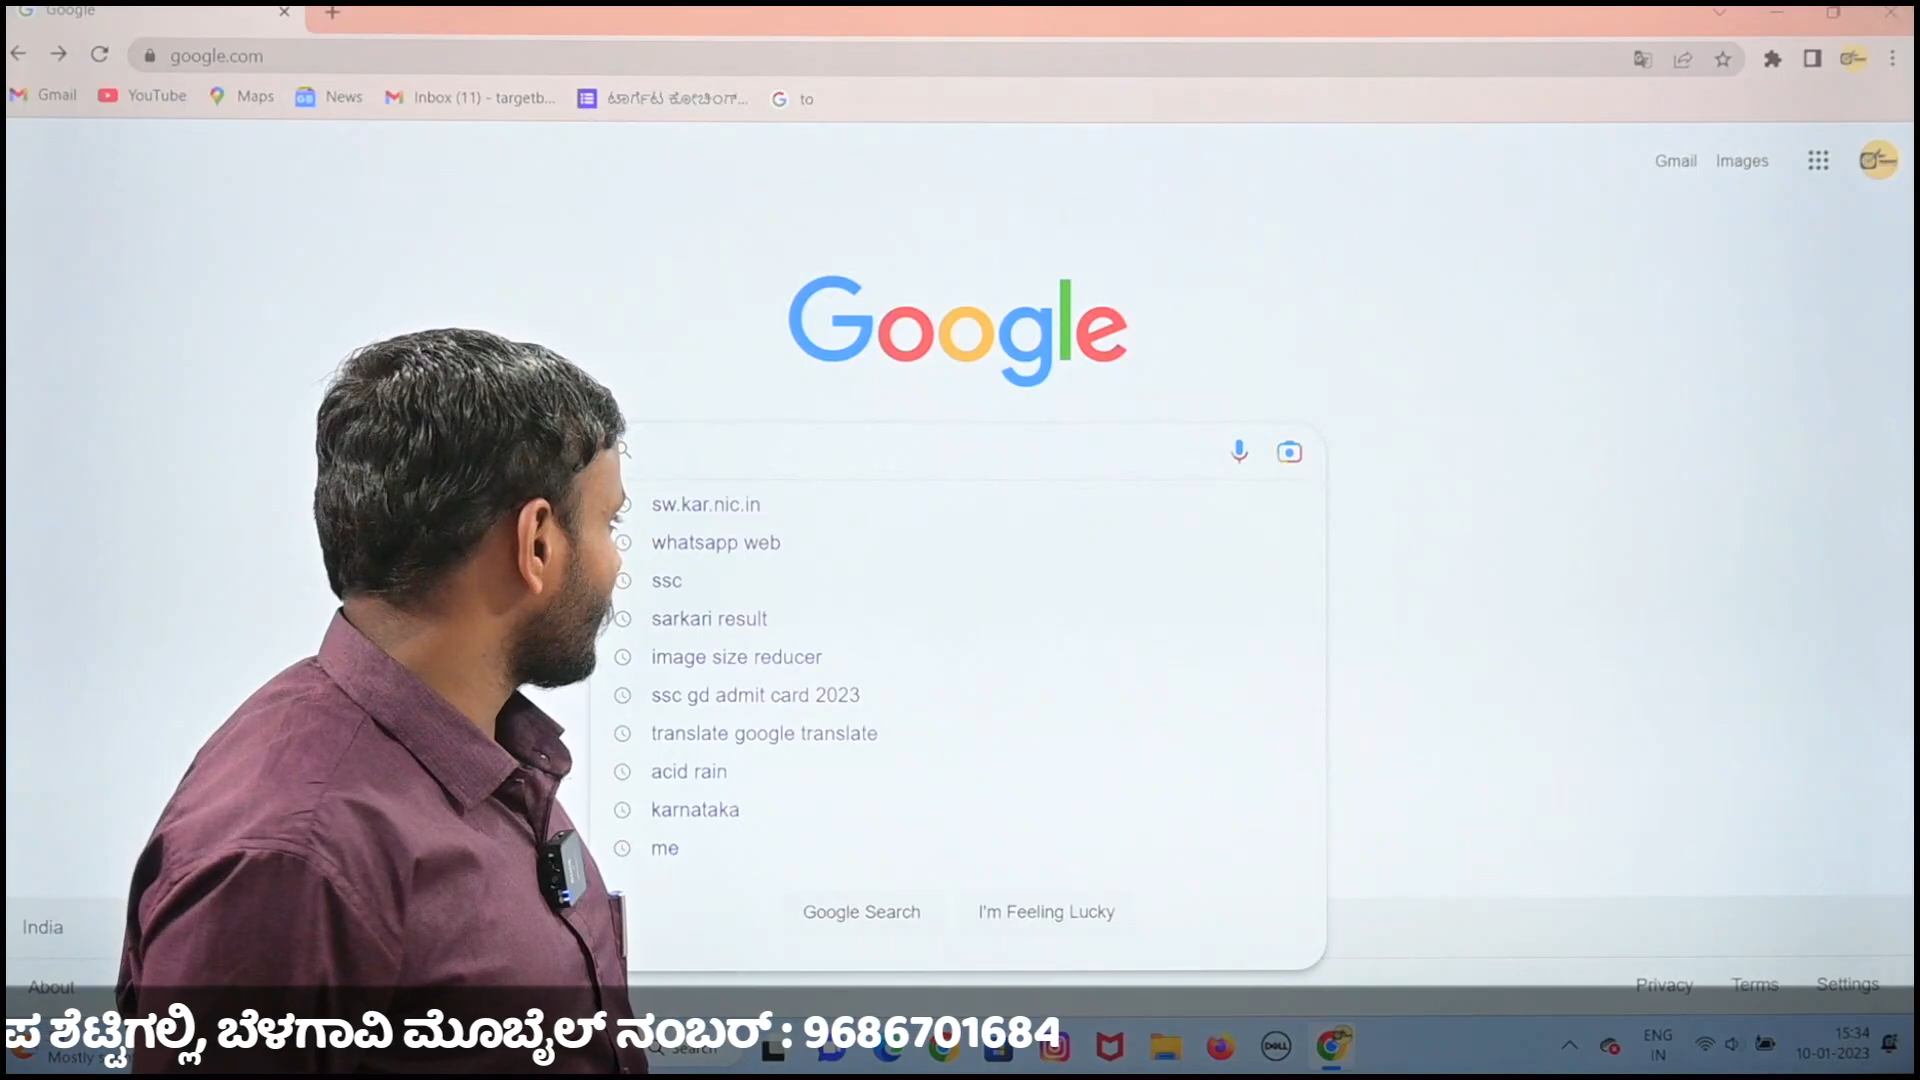 Google
google.com
Gmail YouTube Maps News Inbox (11) - targetb... ಟಾರ್ಗೆಟ ಕೋಚಿಂಗ್... to
Gmail Images
Google
sw.kar.nic.in
whatsapp web
ssc
sarkari result
image size reducer
ssc gd admit card 2023
translate google translate
acid rain
karnataka
me
Google Search I'm Feeling Lucky
India
About Privacy Terms Settings
ಪ ಶೆಟ್ಟಿಗಲ್ಲಿ, ಬೆಳಗಾವಿ ಮೊಬೈಲ್ ನಂಬರ್ : 9686701684
Mostly Search DELL ENG 15:34
IN 10-01-2023